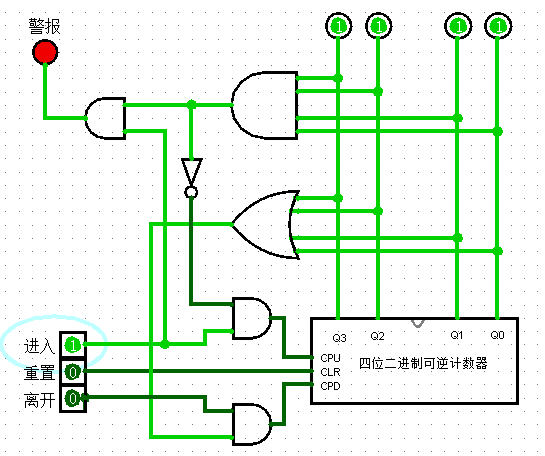 警报
1 1 1 1
进入 1
重置 0
离开 0
Q3 Q2 Q1 Q0
CPU
CLR
CPD
四位二进制可逆计数器